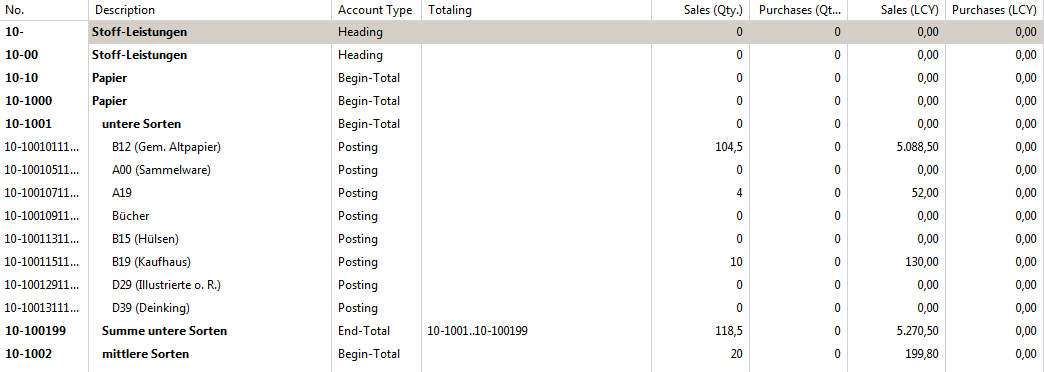 No. Description Account Type Totaling Sales (Qty.) Purchases (Qt... Sales (LCY) Purchases (LCY)
10- Stoff-Leistungen Heading 0 0 0,00 0,00
10-00 Stoff-Leistungen Heading 0 0 0,00 0,00
10-10 Papier Begin-Total 0 0 0,00 0,00
10-1000 Papier Begin-Total 0 0 0,00 0,00
10-1001 untere Sorten Begin-Total 0 0 0,00 0,00
10-10010111... B12 (Gem. Altpapier) Posting 104,5 0 5.088,50 0,00
10-10010511... A00 (Sammelware) Posting 0 0 0,00 0,00
10-10010711... A19 Posting 4 0 52,00 0,00
10-10010911... Bücher Posting 0 0 0,00 0,00
10-10011311... B15 (Hülsen) Posting 0 0 0,00 0,00
10-10011511... B19 (Kaufhaus) Posting 10 0 130,00 0,00
10-10012911... D29 (Illustrierte o. R.) Posting 0 0 0,00 0,00
10-10013111... D39 (Deinking) Posting 0 0 0,00 0,00
10-100199 Summe untere Sorten End-Total 10-1001..10-100199 118,5 0 5.270,50 0,00
10-1002 mittlere Sorten Begin-Total 20 0 199,80 0,00